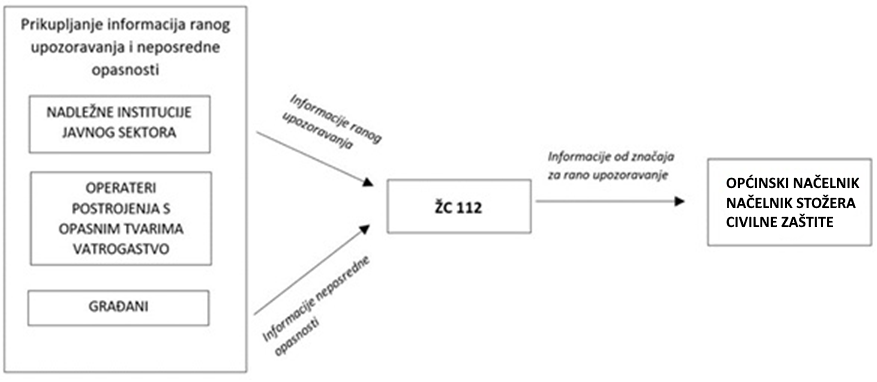 Prikupljanje informacija ranog
upozoravanja i neposredne
opasnosti
NADLEŽNE INSTITUCIJE
JAVNOG SEKTORA
OPERATERI
POSTROJENJA S
OPASNIM TVARIMA
VATROGASTVO
GRAĐANI
Informacije ranog
upozoravanja
Informacije neposredne
opasnosti
ŽC 112
Informacije od značaja
za rano upozoravanje
OPĆINSKI NAČELNIK
NAČELNIK STOŽERA
CIVILNE ZAŠTITE